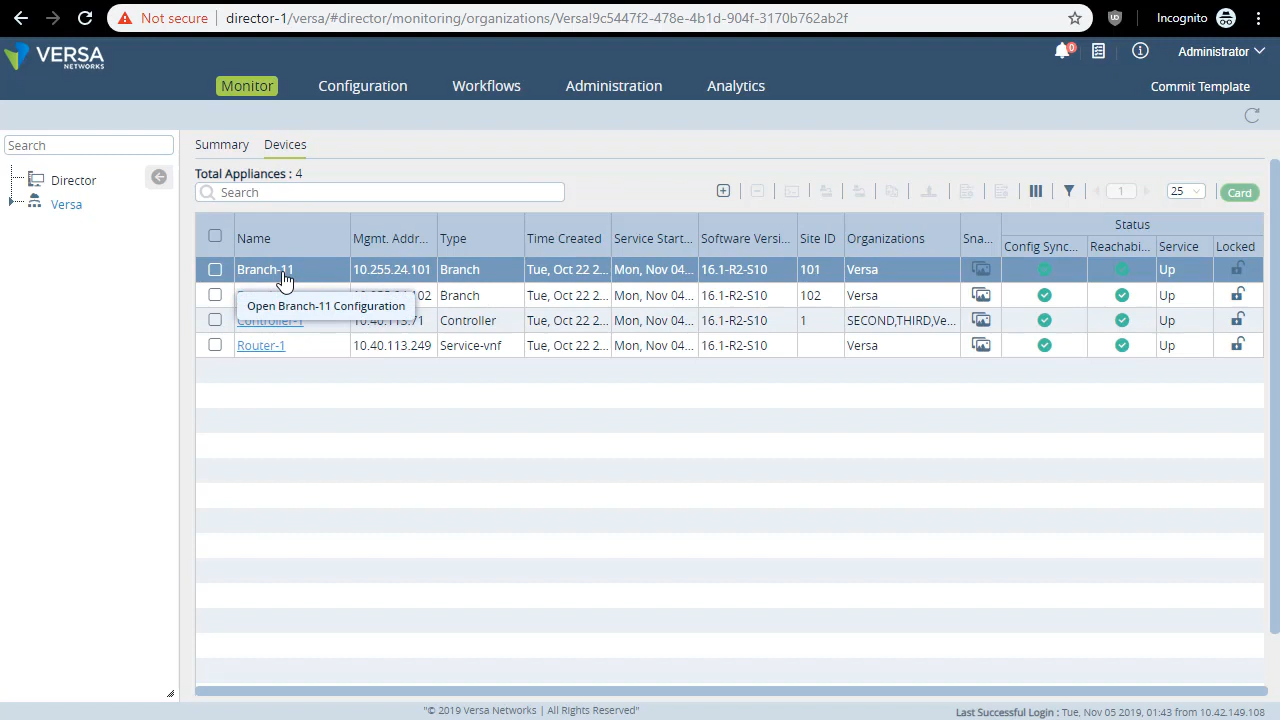 Not secure director-1/versa/#director/monitoring/organizations/Versa!9c5447f2-478e-4b1d-904f-3170b762ab2f Incognito
VERSA
NETWORKS
0 Administrator
Monitor Configuration Workflows Administration Analytics Commit Template
Search
Director
Versa
Summary Devices
Total Appliances : 4
Search 1 25 Card
Name Mgmt. Addr... Type Time Created Service Start... Software Versi... Site ID Organizations Sna... Status
Config Sync... Reachabi... Service Locked
Branch-11 10.255.24.101 Branch Tue, Oct 22 2... Mon, Nov 04... 16.1-R2-S10 101 Versa Up
Branch Tue, Oct 22 2... Mon, Nov 04... 16.1-R2-S10 102 Versa Up
Open Branch-11 Configuration
Controller-1 10.40.113.71 Controller Tue, Oct 22 2... Mon, Nov 04... 16.1-R2-S10 1 SECOND,THIRD,Ve... Up
Router-1 10.40.113.249 Service-vnf Tue, Oct 22 2... Mon, Nov 04... 16.1-R2-S10 Versa Up
"© 2019 Versa Networks | All Rights Reserved"
Last Successful Login : Tue, Nov 05 2019, 01:43 from 10.42.149.108